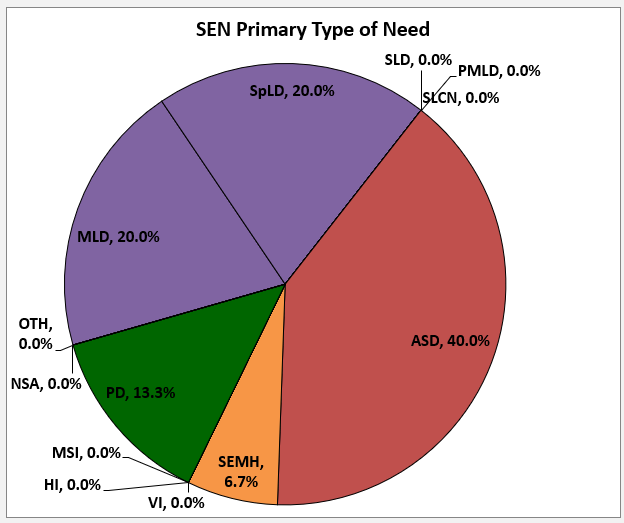 SEN Primary Type of Need
SLD, 0.0%
PMLD, 0.0%
SpLD, 20.0%
SLCN, 0.0%
MLD, 20.0%
OTH,
0.0%
ASD, 40.0%
NSA, 0.0%
PD, 13.3%
MSI, 0.0%
SEMH,
6.7%
HI, 0.0%
VI, 0.0%